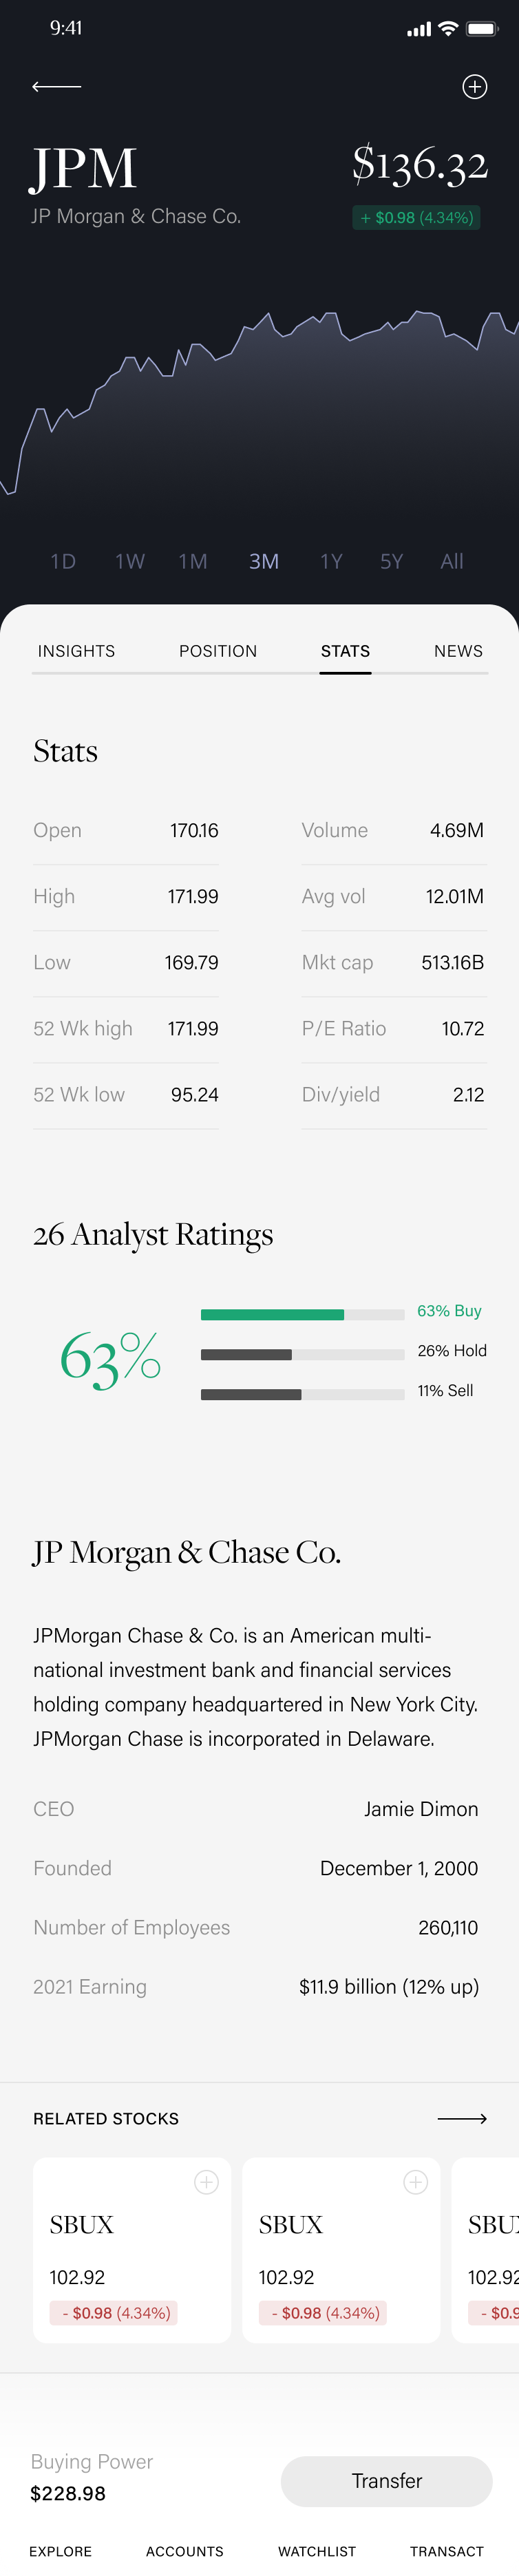 9:41
JPM
$136.32
JP Morgan & Chase Co.
+ $0.98 (4.34%)
1D 1W 1M 3M 1Y 5Y All
INSIGHTS POSITION STATS NEWS
Stats
Open 170.16 Volume 4.69M
High 171.99 Avg vol 12.01M
Low 169.79 Mkt cap 513.16B
52 Wk high 171.99 P/E Ratio 10.72
52 Wk low 95.24 Div/yield 2.12
26 Analyst Ratings
63%
63% Buy
26% Hold
11% Sell
JP Morgan & Chase Co.
JPMorgan Chase & Co. is an American multi-
national investment bank and financial services
holding company headquartered in New York City.
JPMorgan Chase is incorporated in Delaware.
CEO Jamie Dimon
Founded December 1, 2000
Number of Employees 260,110
2021 Earning $11.9 billion (12% up)
RELATED STOCKS
SBUX SBUX SBUX
102.92 102.92 102.92
- $0.98 (4.34%) - $0.98 (4.34%) - $0.9
Buying Power
$228.98
Transfer
EXPLORE ACCOUNTS WATCHLIST TRANSACT